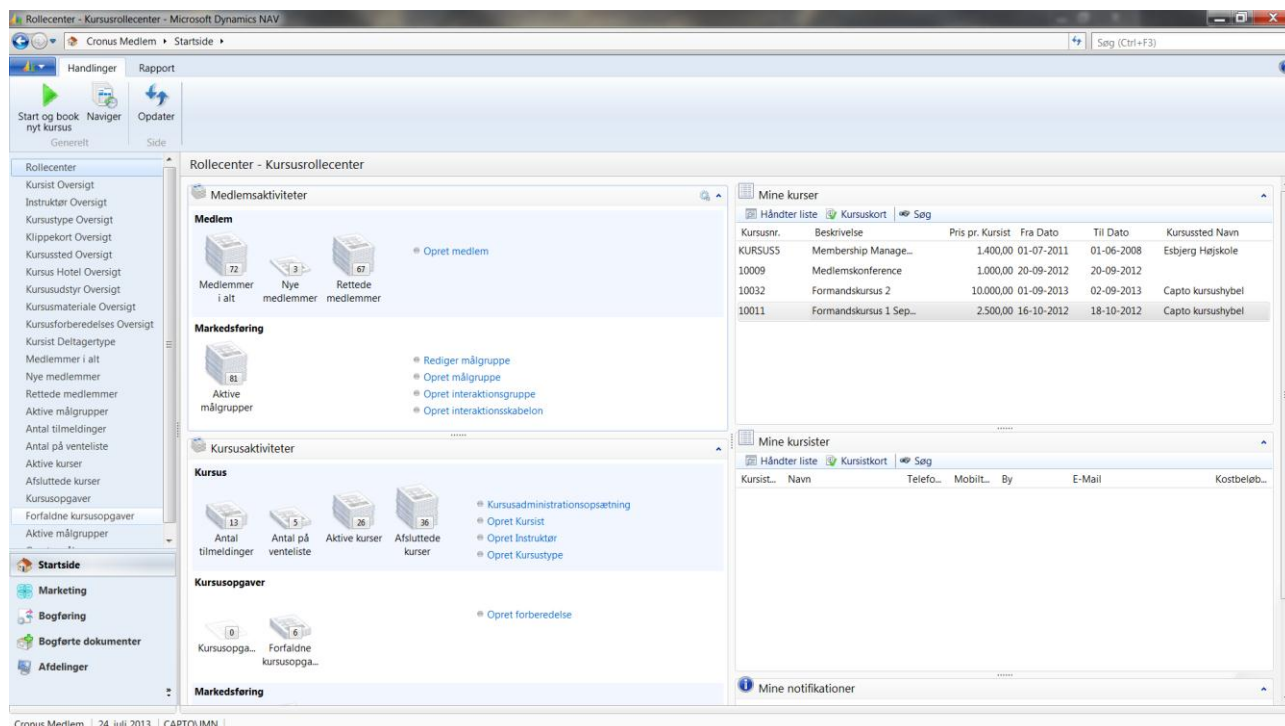 Rollecenter - Kursusrollecenter - Microsoft Dynamics NAV
Cronus Medlem Startside
Søg (Ctrl+F3)
Handlinger Rapport
Start og book nyt kursus
Naviger
Opdater
Generelt
Side
Rollecenter
Kursist Oversigt
Instruktør Oversigt
Kursustype Oversigt
Klippekort Oversigt
Kursussted Oversigt
Kursus Hotel Oversigt
Kursusudstyr Oversigt
Kursusmateriale Oversigt
Kursusforberedelses Oversigt
Kursist Deltagertype
Medlemmer i alt
Nye medlemmer
Rettede medlemmer
Aktive målgrupper
Antal tilmeldinger
Antal på venteliste
Aktive kurser
Afsluttede kurser
Kursusopgaver
Forfaldne kursusopgaver
Aktive målgrupper
Startside
Marketing
Bogføring
Bogførte dokumenter
Afdelinger
Rollecenter - Kursusrollecenter
Medlemsaktiviteter
Medlem
72
Medlemmer i alt
3
Nye medlemmer
67
Rettede medlemmer
Opret medlem
Markedsføring
81
Aktive målgrupper
Rediger målgruppe
Opret målgruppe
Opret interaktionsgruppe
Opret interaktionsskabelon
Kursusaktiviteter
Kursus
13
Antal tilmeldinger
5
Antal på venteliste
26
Aktive kurser
36
Afsluttede kurser
Kursusadministrationsopsætning
Opret Kursist
Opret Instruktør
Opret Kursustype
Kursusopgaver
0
Kursusopga...
6
Forfaldne kursusopga...
Opret forberedelse
Markedsføring
Mine kurser
Håndter liste Kursuskort Søg
Kursusnr. Beskrivelse Pris pr. Kursist Fra Dato Til Dato Kursussted Navn
KURSUS5 Membership Manage... 1.400,00 01-07-2011 01-06-2008 Esbjerg Højskole
10009 Medlemskonference 1.000,00 20-09-2012 20-09-2012
10032 Formandskursus 2 10.000,00 01-09-2013 02-09-2013 Capto kursushybel
10011 Formandskursus 1 Sep... 2.500,00 16-10-2012 18-10-2012 Capto kursushybel
Mine kursister
Håndter liste Kursistkort Søg
Kursist... Navn Telefo... Mobilt... By E-Mail Kostbeløb...
Mine notifikationer
Cronus Medlem 24. juli 2013 CAPTO\JMN